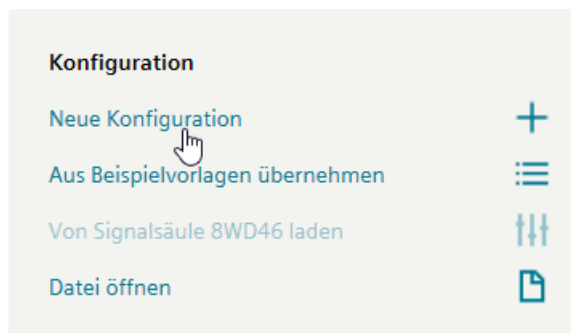 Konfiguration
Neue Konfiguration
Aus Beispielvorlagen übernehmen
Von Signalsäule 8WD46 laden
Datei öffnen